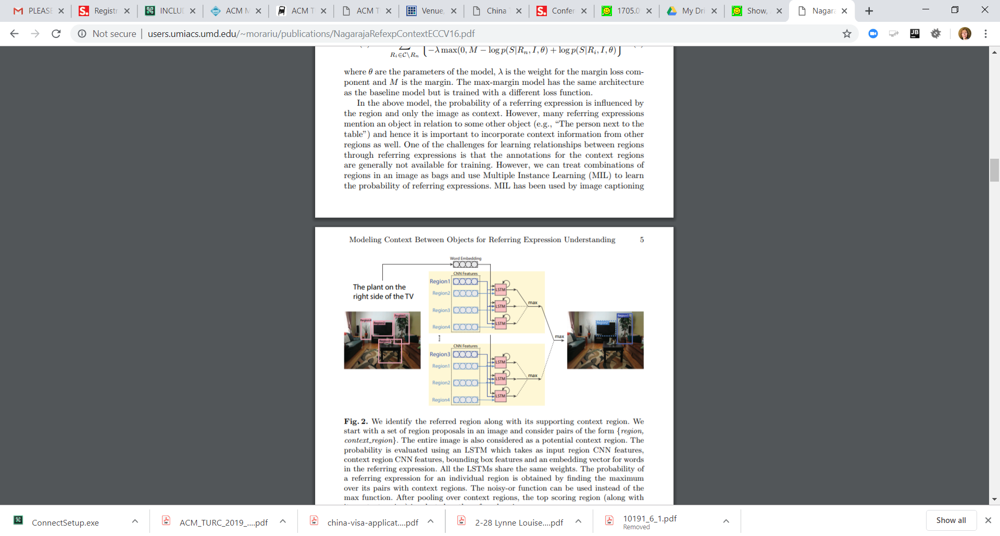 PLEASE
Registr
INCLUD
ACM M
ACM T
ACM T
Venue,
China
Confer
1705.0
My Dri
Show,
Nagara
Not secure | users.umiacs.umd.edu/~morariu/publications/NagarajaRefexpContextECCV16.pdf
JB
R_i∈C\R_n { −λ max(0, M − log p(S|R_n, I, θ) + log p(S|R_i, I, θ) }
where θ are the parameters of the model, λ is the weight for the margin loss com-
ponent and M is the margin. The max-margin model has the same architecture
as the baseline model but is trained with a different loss function.
In the above model, the probability of a referring expression is influenced by
the region and only the image as context. However, many referring expressions
mention an object in relation to some other object (e.g., “The person next to the
table”) and hence it is important to incorporate context information from other
regions as well. One of the challenges for learning relationships between regions
through referring expressions is that the annotations for the context regions
are generally not available for training. However, we can treat combinations of
regions in an image as bags and use Multiple Instance Learning (MIL) to learn
the probability of referring expressions. MIL has been used by image captioning
Modeling Context Between Objects for Referring Expression Understanding 5
Word Embedding
The plant on the
right side of the TV
CNN Features
Region1
Region2
Region3
Region4
LSTM
LSTM
LSTM
max
max
CNN Features
Region3
Region1
Region2
Region4
LSTM
LSTM
LSTM
max
Region4
Region2
Region1
Region3
Region2
Region1
Fig. 2. We identify the referred region along with its supporting context region. We
start with a set of region proposals in an image and consider pairs of the form {region,
context_region}. The entire image is also considered as a potential context region. The
probability is evaluated using an LSTM which takes as input region CNN features,
context region CNN features, bounding box features and an embedding vector for words
in the referring expression. All the LSTMs share the same weights. The probability of
a referring expression for an individual region is obtained by finding the maximum
over its pairs with context regions. The noisy-or function can be used instead of the
max function. After pooling over context regions, the top scoring region (along with
ConnectSetup.exe
ACM_TURC_2019_....pdf
china-visa-applicat....pdf
2-28 Lynne Louise....pdf
10191_6_1.pdf
Removed
Show all